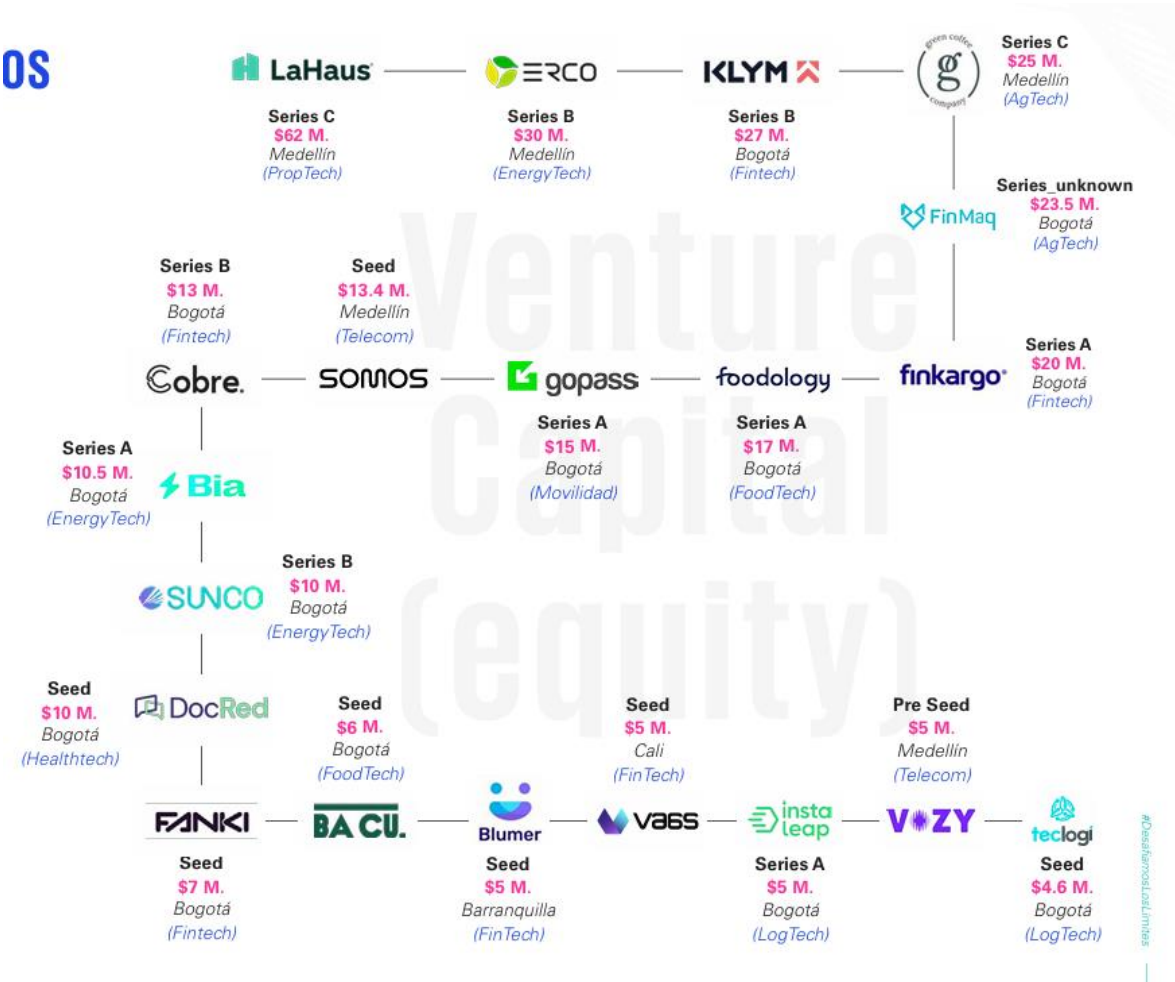 OS
LaHaus
ERCO
KLYM
green coffee
g
company
Series C
$25 M.
Medellín
(AgTech)
Series C
$62 M.
Medellín
(PropTech)
Series B
$30 M.
Medellín
(EnergyTech)
Series B
$27 M.
Bogotá
(Fintech)
Series_unknown
$23.5 M.
Bogotá
(AgTech)
FinMaq
Venture
Capital
(equity)
Series B
$13 M.
Bogotá
(Fintech)
Seed
$13.4 M.
Medellín
(Telecom)
Cobre.
SOMOS
gopass
foodology
finkargo
Series A
$20 M.
Bogotá
(Fintech)
Series A
$15 M.
Bogotá
(Movilidad)
Series A
$17 M.
Bogotá
(FoodTech)
Series A
$10.5 M.
Bogotá
(EnergyTech)
Bia
SUNCO
Series B
$10 M.
Bogotá
(EnergyTech)
Seed
$10 M.
Bogotá
(Healthtech)
DocRed
Seed
$6 M.
Bogotá
(FoodTech)
Seed
$5 M.
Cali
(FinTech)
Pre Seed
$5 M.
Medellín
(Telecom)
FANKI
BA CU.
Blumer
insta
leap
VOZY
teclogi
Seed
$7 M.
Bogotá
(Fintech)
Seed
$5 M.
Barranquilla
(FinTech)
Series A
$5 M.
Bogotá
(LogTech)
Seed
$4.6 M.
Bogotá
(LogTech)
#DesafiamosLosLímites